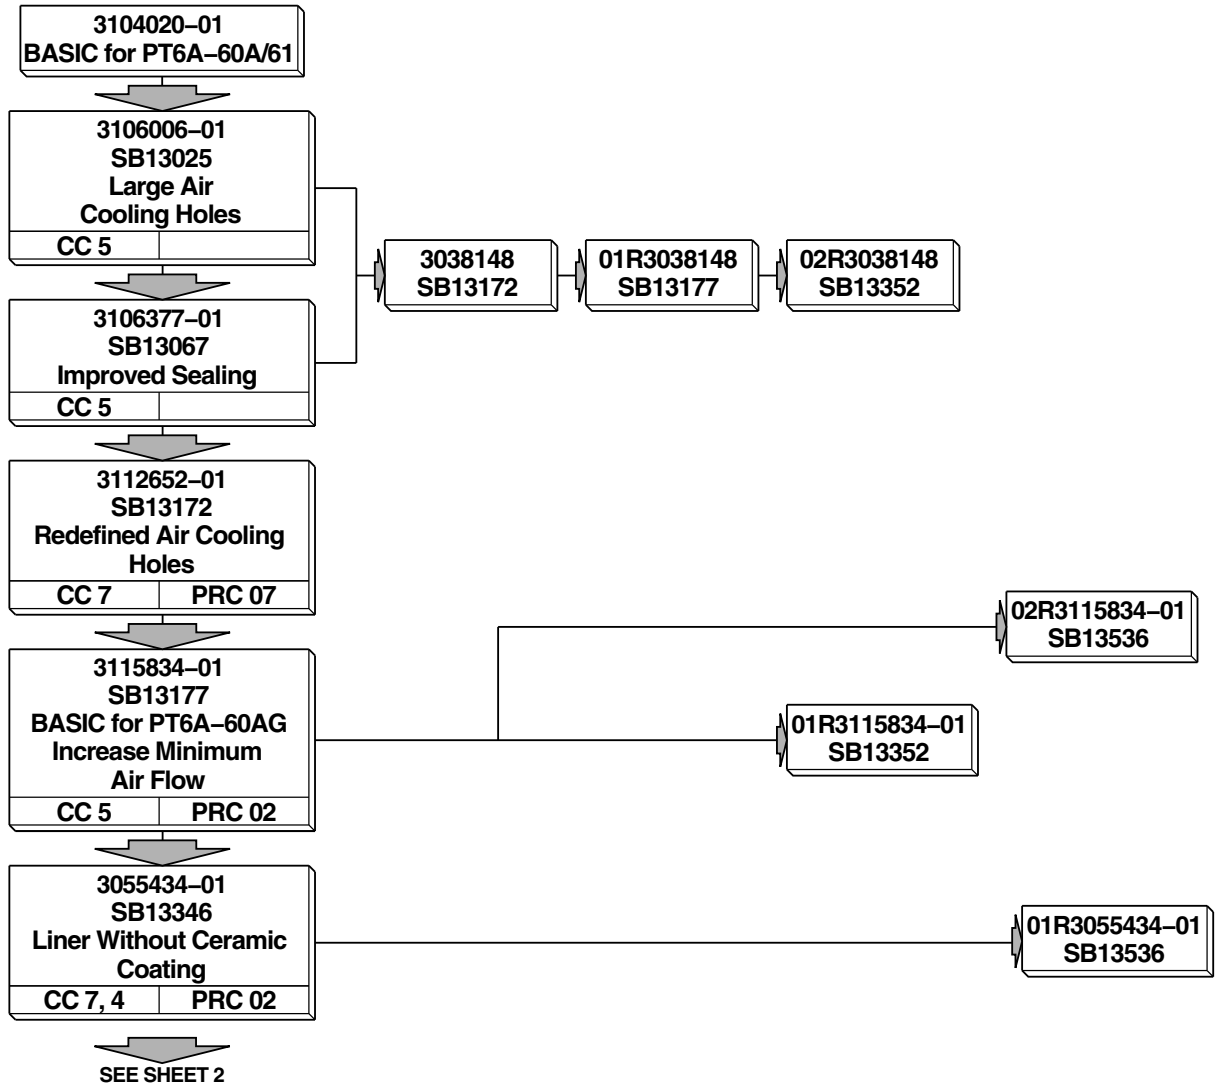 3104020–01
BASIC for PT6A–60A/61
3106006–01
SB13025
Large Air
Cooling Holes
CC 5
3038148
SB13172
01R3038148
SB13177
02R3038148
SB13352
3106377–01
SB13067
Improved Sealing
CC 5
3112652–01
SB13172
Redefined Air Cooling
Holes
CC 7 PRC 07
02R3115834–01
SB13536
3115834–01
SB13177
BASIC for PT6A–60AG
Increase Minimum
Air Flow
CC 5 PRC 02
01R3115834–01
SB13352
3055434–01
SB13346
Liner Without Ceramic
Coating
CC 7, 4 PRC 02
01R3055434–01
SB13536
SEE SHEET 2